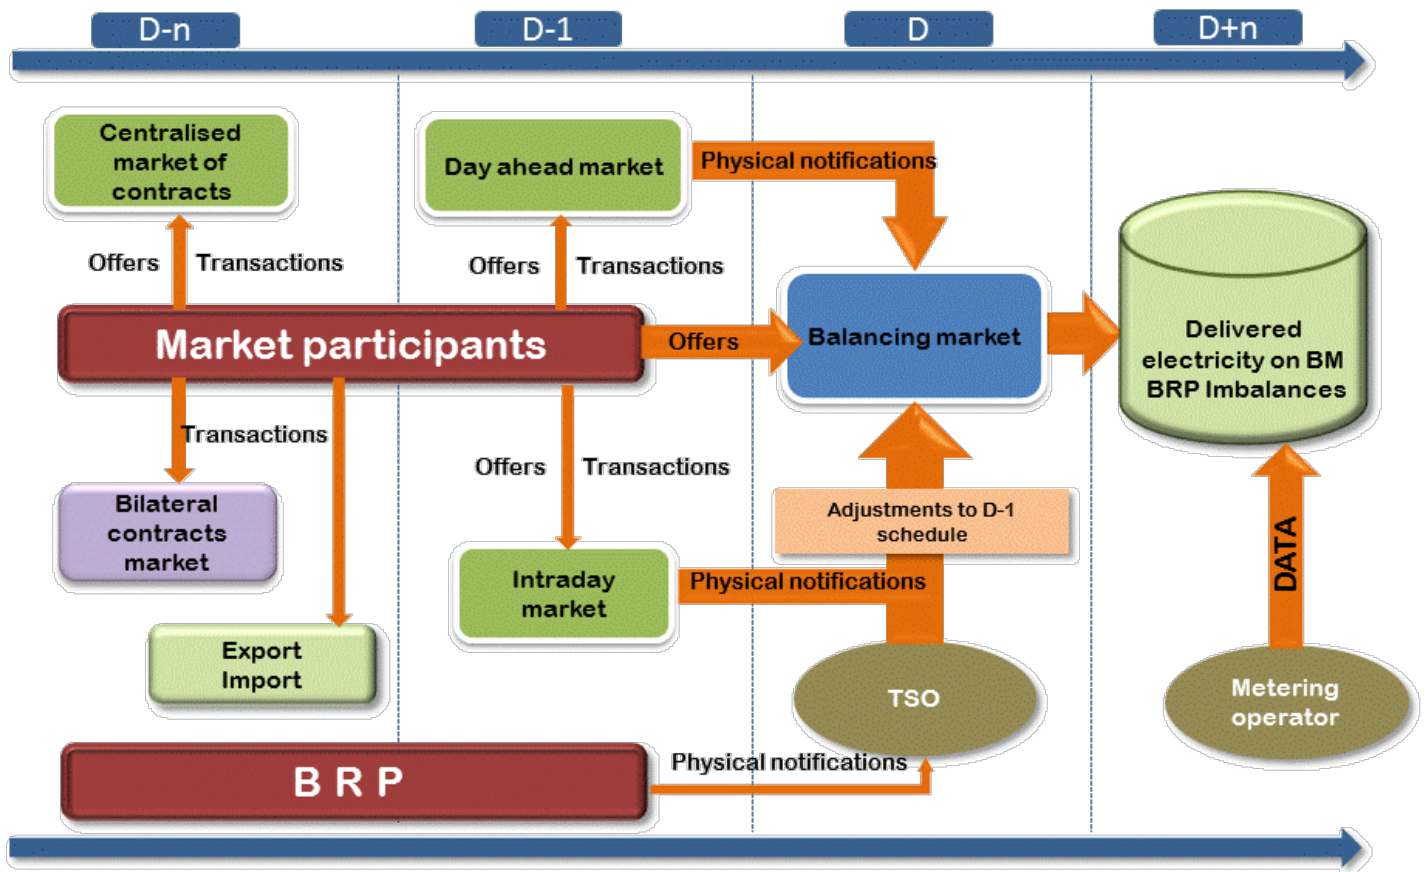 D-n
D-1
D
D+n
Centralised
market of
contracts
Day ahead market
Physical notifications
Offers
Transactions
Offers
Transactions
Market participants
Offers
Balancing market
Delivered
electricity on BM
BRP Imbalances
Transactions
Offers
Transactions
Bilateral
contracts
market
Adjustments to D-1
schedule
DATA
Intraday
market
Physical notifications
Export
Import
TSO
Metering
operator
B R P
Physical notifications